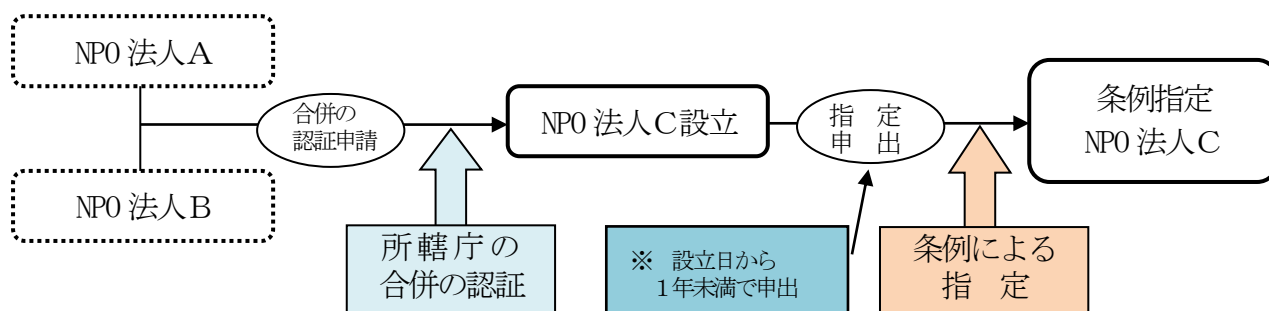 NPO 法人A
NPO 法人B
合併の
認証申請
所轄庁の
合併の認証
NPO 法人C設立
指 定
申 出
※ 設立日から
１年未満で申出
条例による
指 定
条例指定
NPO 法人C